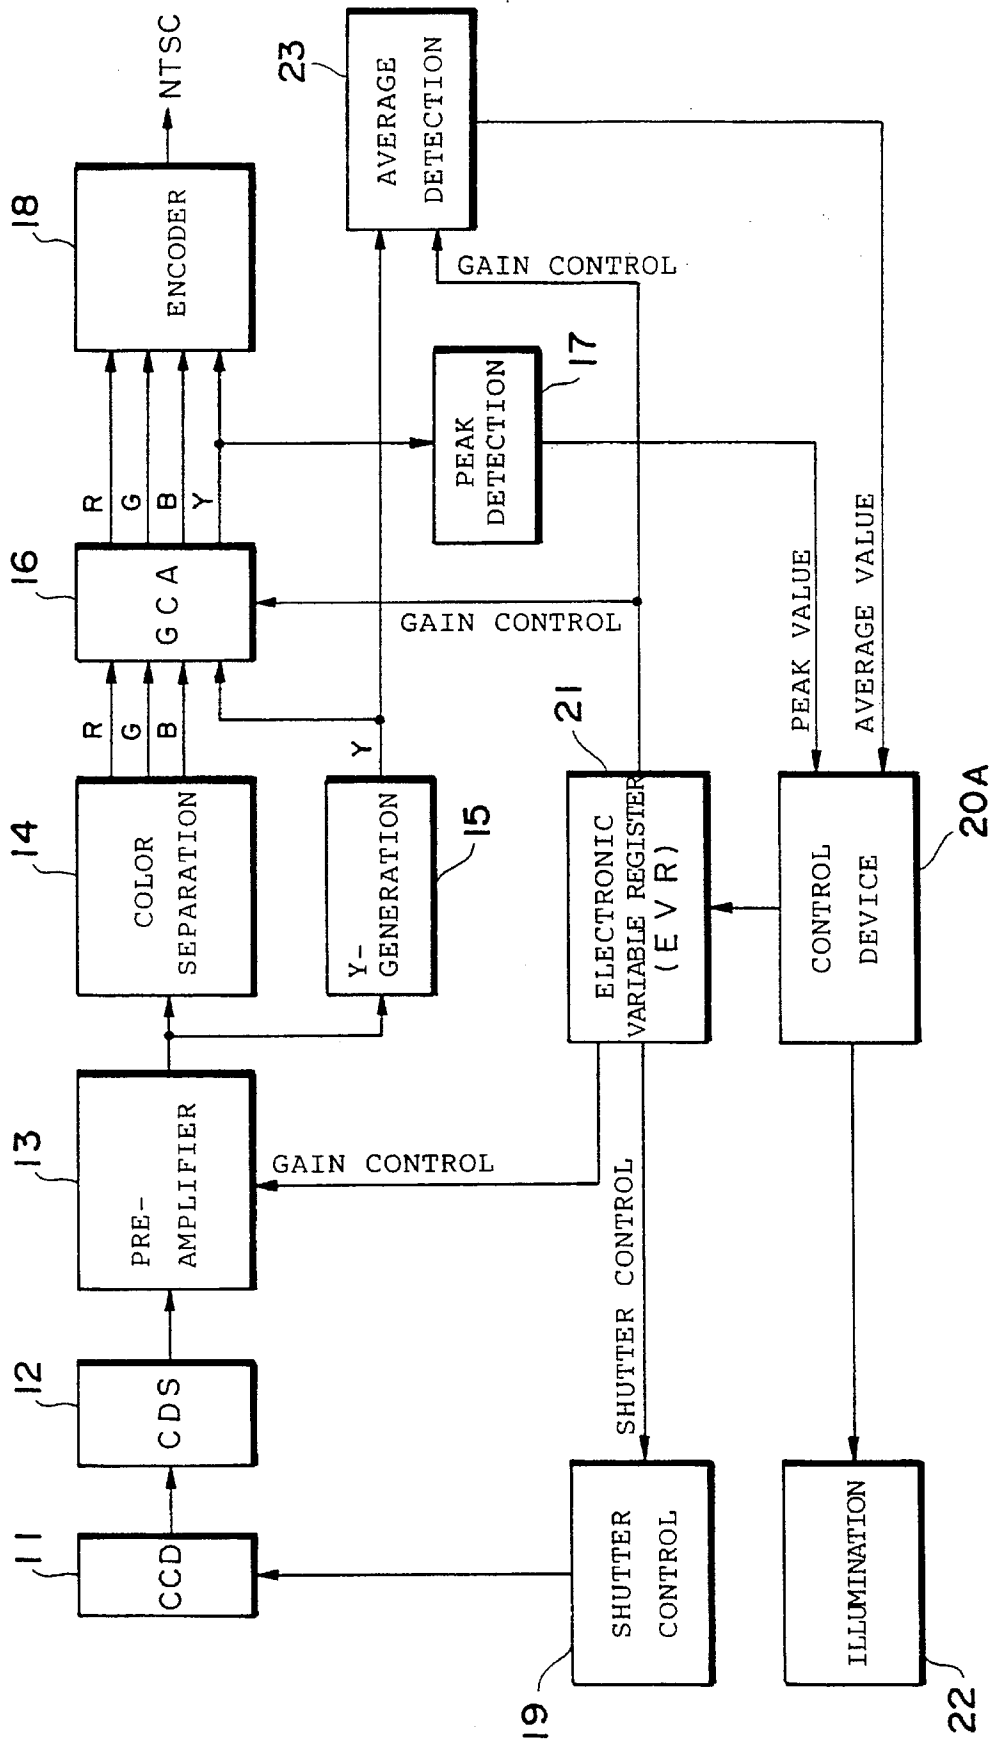 11
CCD
12
CDS
13
PRE-
AMPLIFIER
14
COLOR
SEPARATION
R
G
B
16
GCA
R
G
B
Y
18
ENCODER
NTSC
Y-
GENERATION
15
Y
23
AVERAGE
DETECTION
GAIN CONTROL
PEAK
DETECTION
17
GAIN CONTROL
GAIN CONTROL
21
ELECTRONIC
VARIABLE REGISTER
(EVR)
SHUTTER CONTROL
SHUTTER
CONTROL
19
PEAK VALUE
AVERAGE VALUE
CONTROL
DEVICE
20A
ILLUMINATION
22